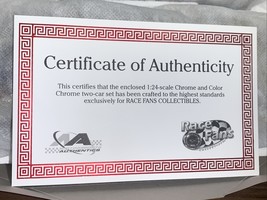 Certificate of Authenticity
This certifies that the enclosed 1:24-scale Chrome and Color
Chrome two-car set has been crafted to the highest standards
exclusively for RACE FANS COLLECTIBLES.
Race
Fans
AUTHENTICS